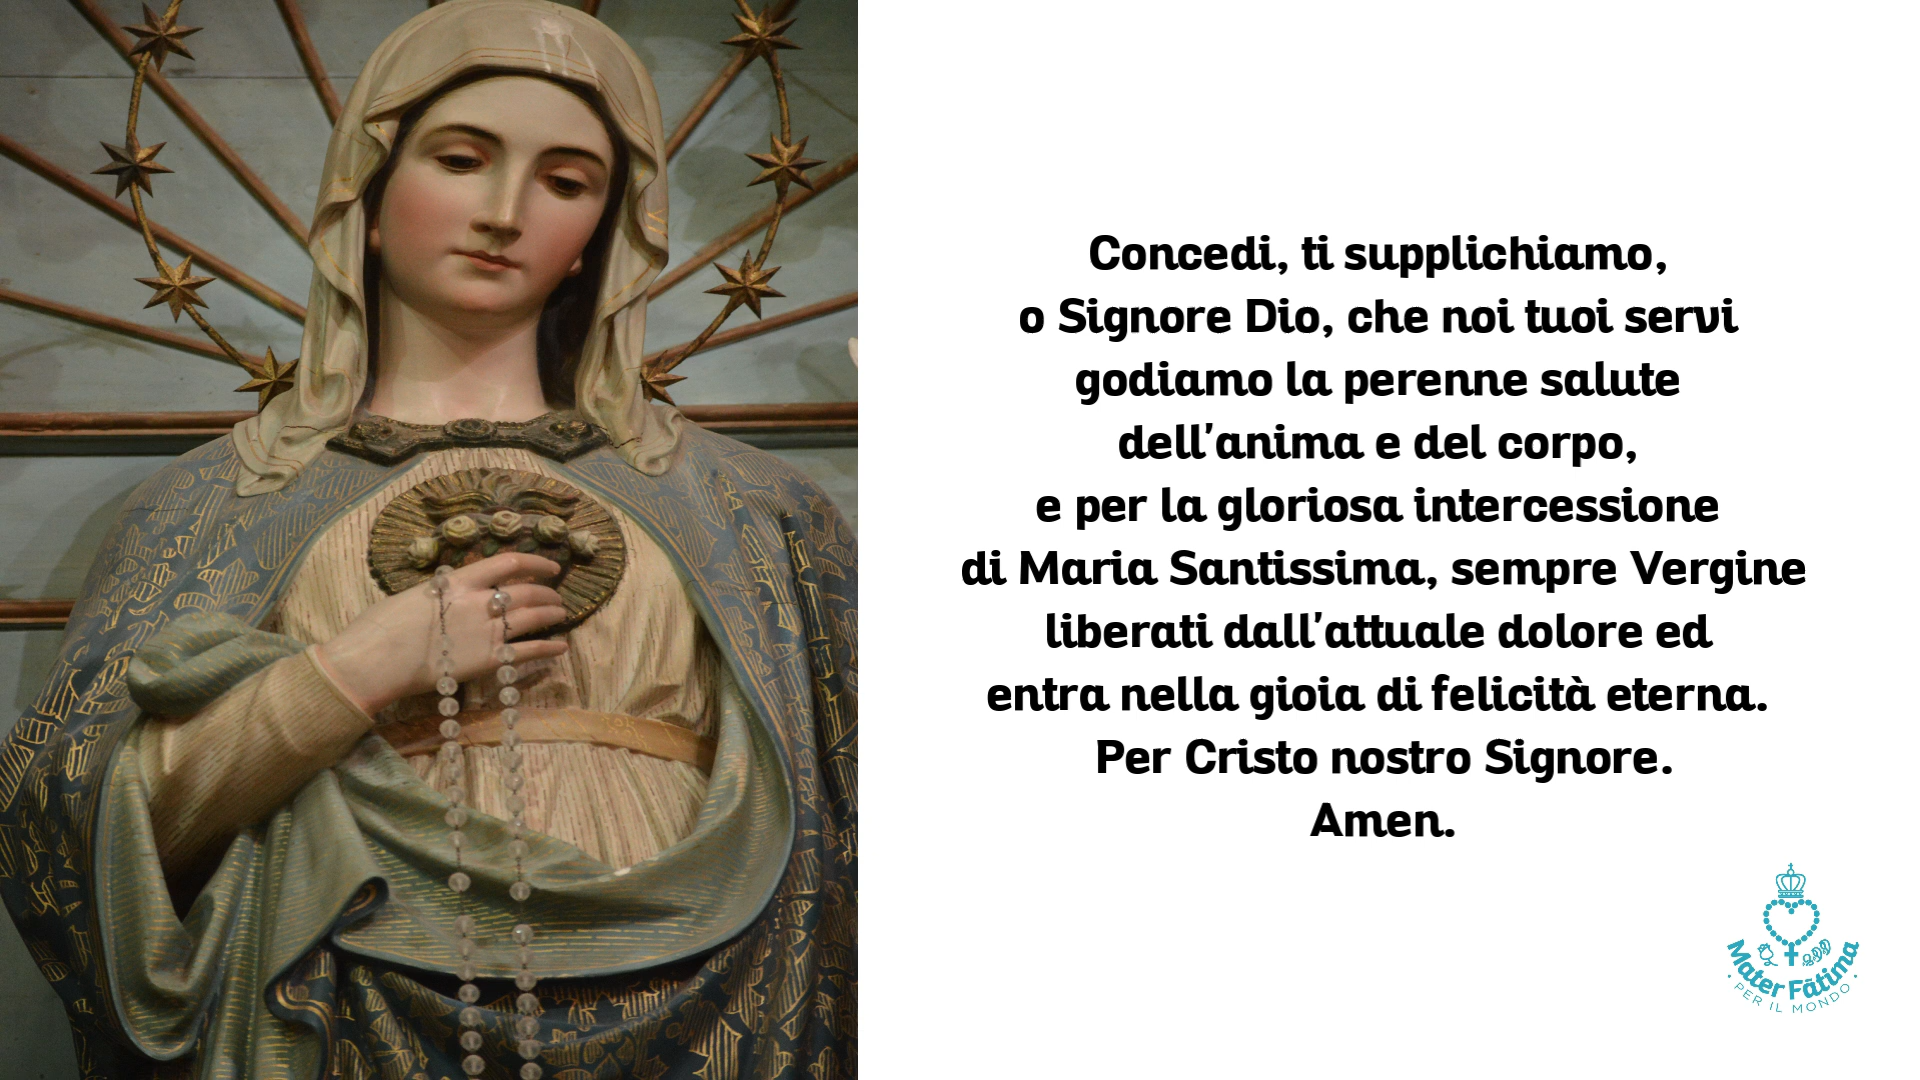 Concedi, ti supplichiamo,
o Signore Dio, che noi tuoi servi
godiamo la perenne salute
dell'anima e del corpo,
e per la gloriosa intercessione
di Maria Santissima, sempre Vergine
liberati dall'attuale dolore ed
entra nella gioia di felicità eterna.
Per Cristo nostro Signore.
Amen.
Mater Fátima
PER IL MONDO